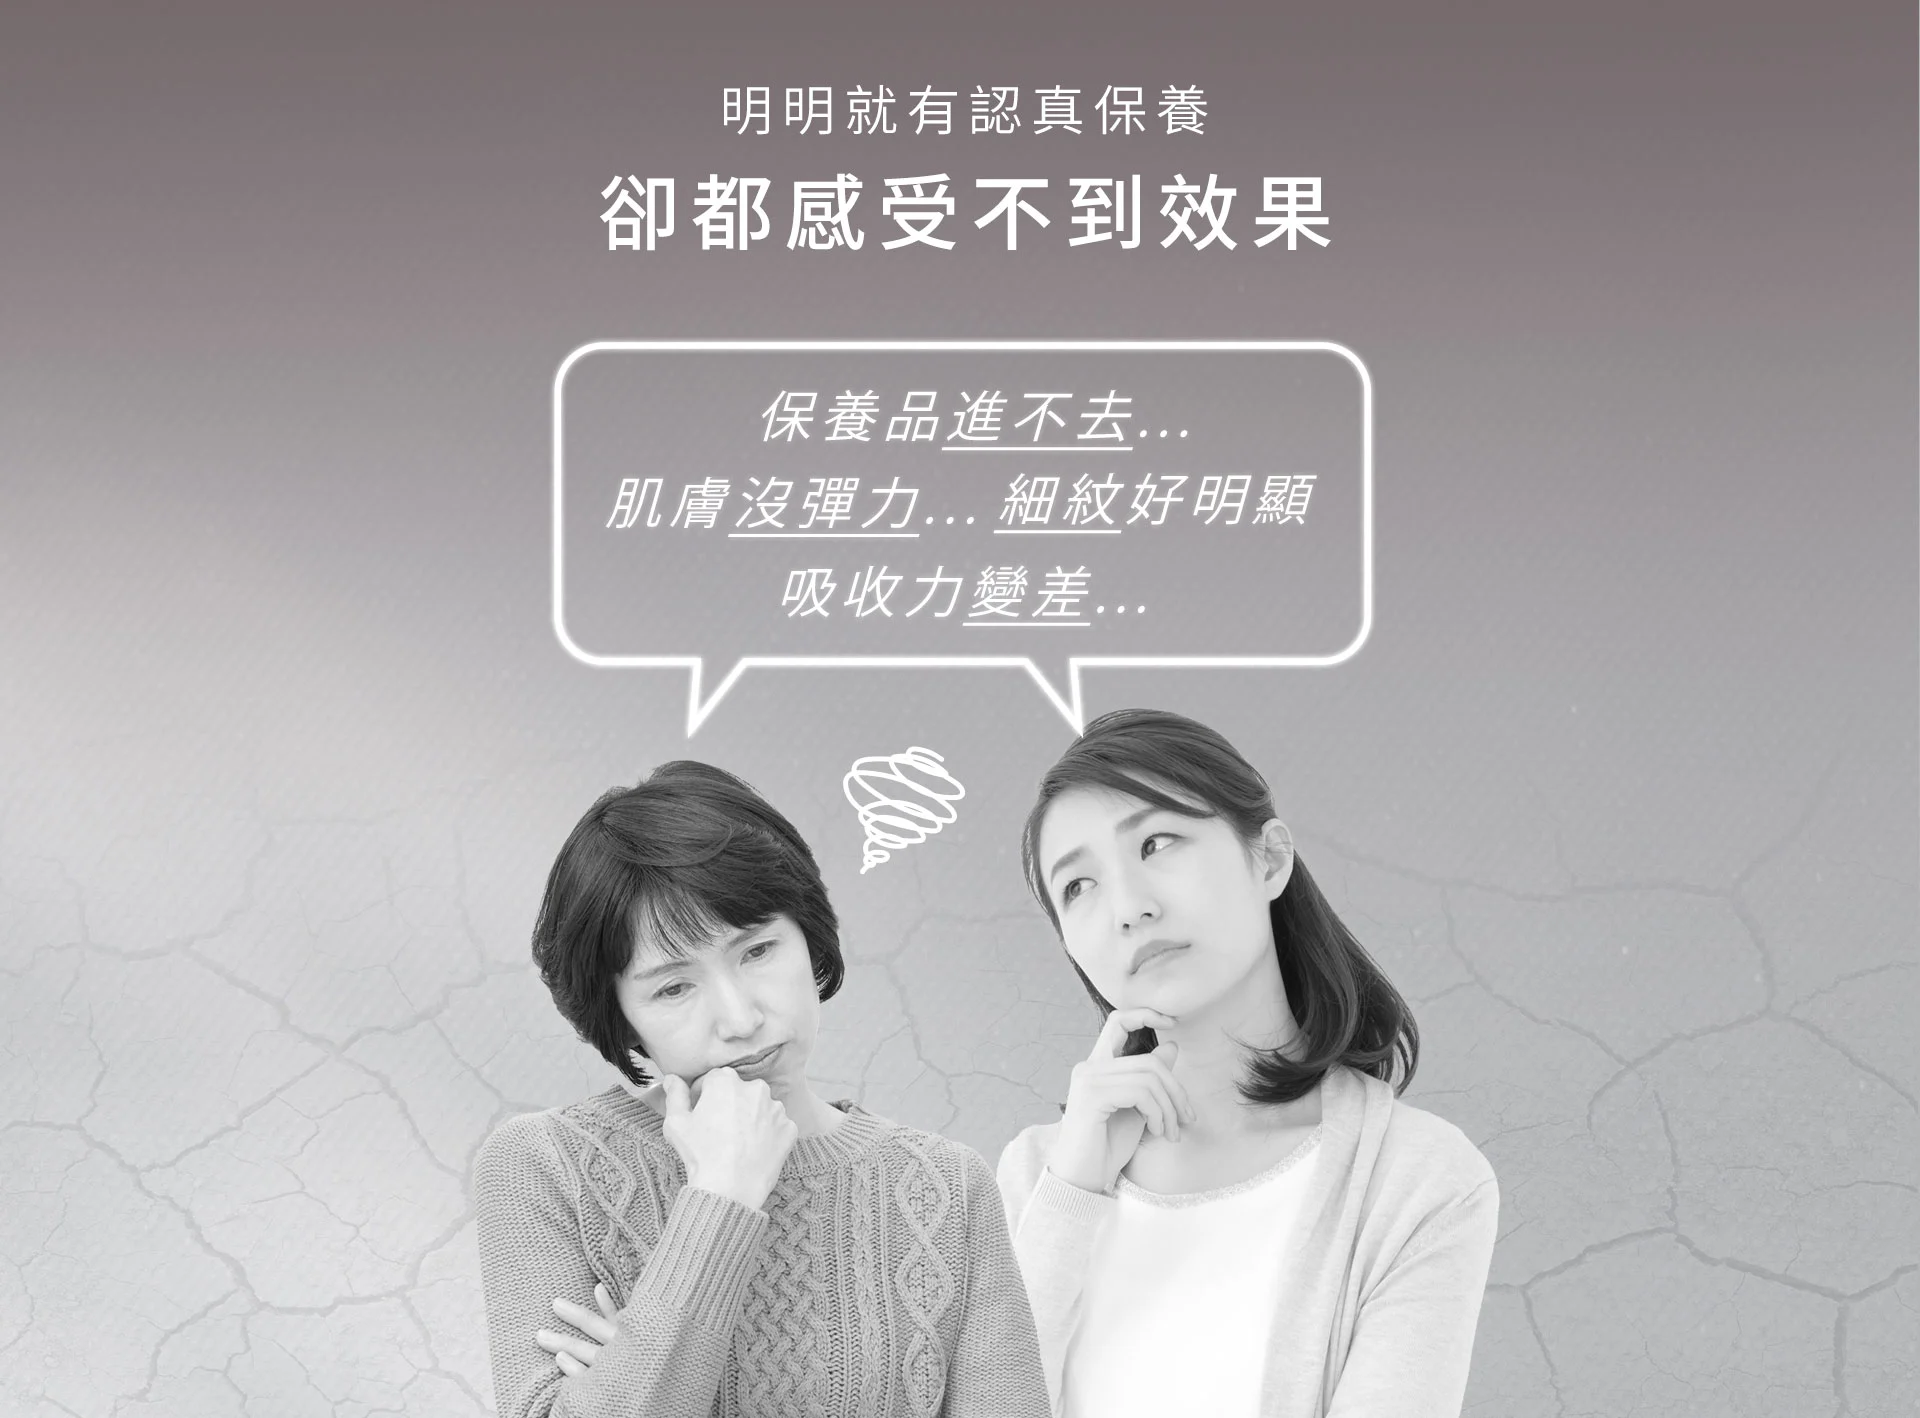 明明就有認真保養
卻都感受不到效果
保養品進不去...
肌膚沒彈力... 細紋好明顯
吸收力變差...